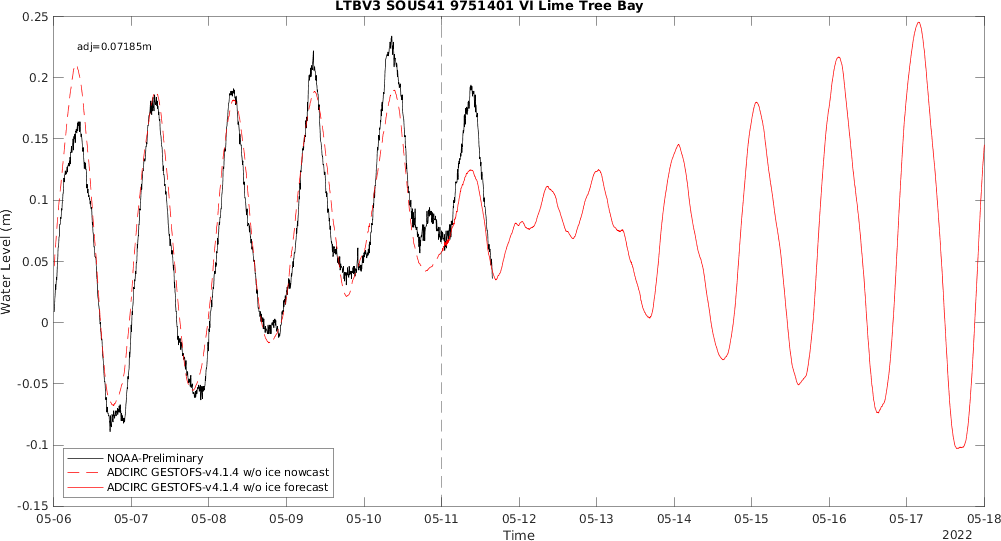 LTBV3 SOUS41 9751401 VI Lime Tree Bay
adj=0.07185m
0.25
0.2
0.15
0.1
0.05
0
-0.05
-0.1
-0.15
Water Level (m)
NOAA-Preliminary
ADCIRC GESTOFS-v4.1.4 w/o ice nowcast
ADCIRC GESTOFS-v4.1.4 w/o ice forecast
05-06 05-07 05-08 05-09 05-10 05-11 05-12 05-13 05-14 05-15 05-16 05-17 05-18
Time
2022